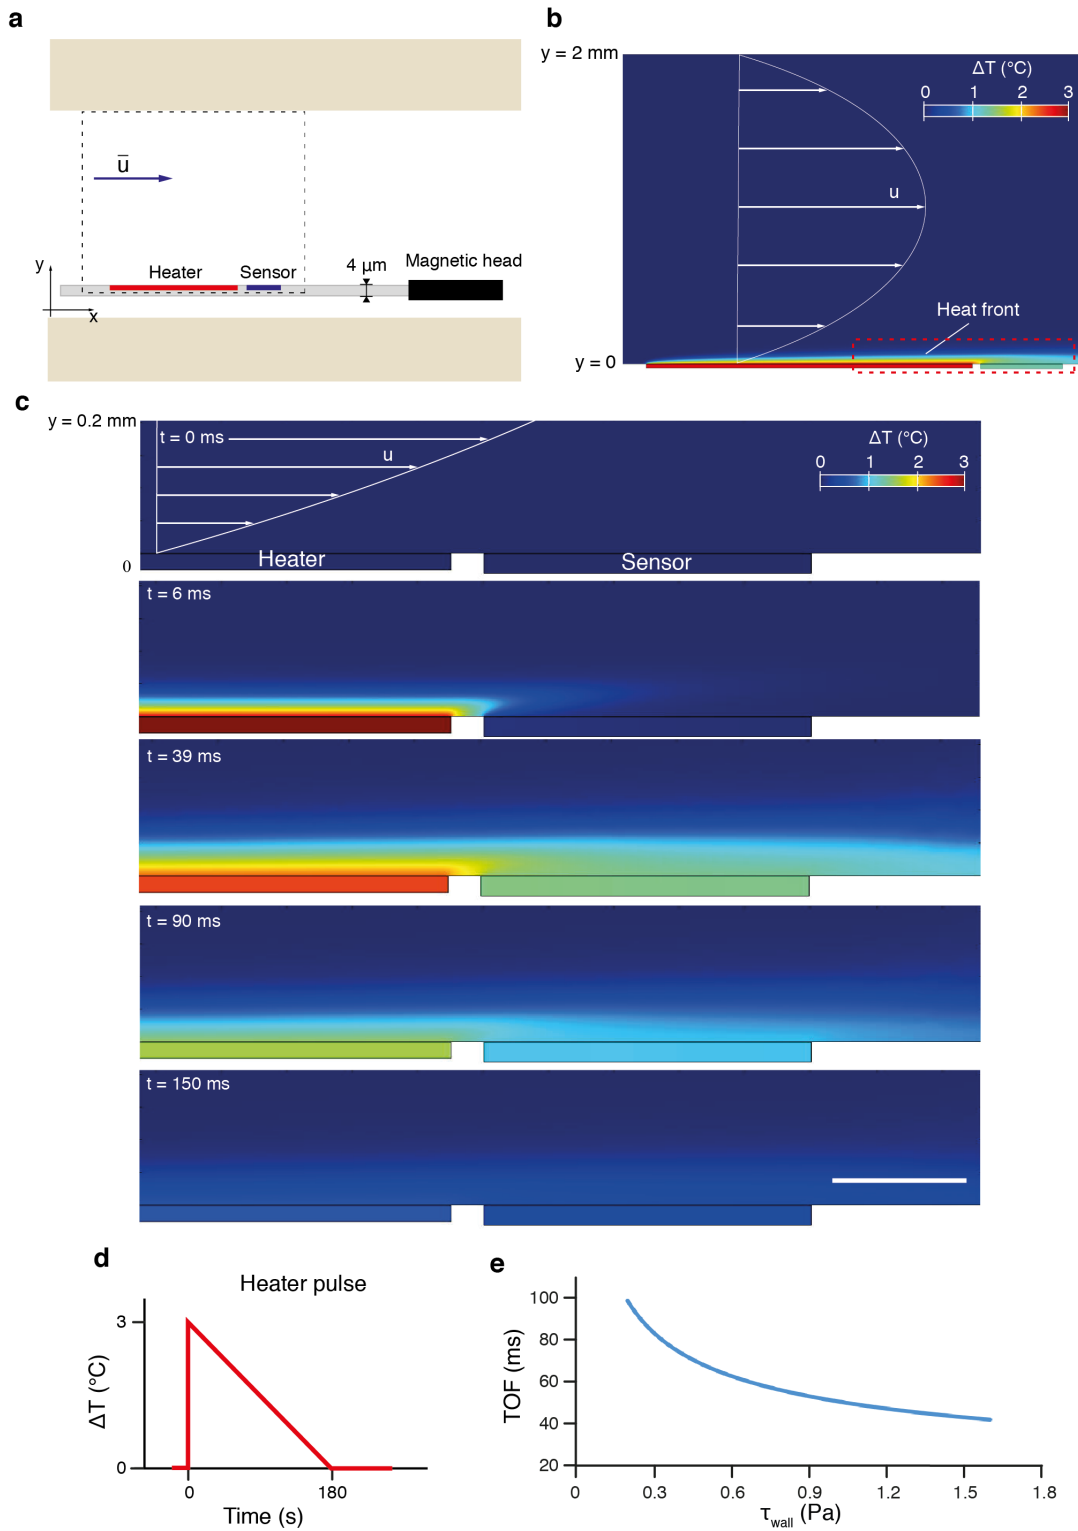 a
ū
Heater
Sensor
4 μm
Magnetic head
y
x
b
y = 2 mm
ΔT (°C)
0 1 2 3
u
Heat front
y = 0
c
y = 0.2 mm
t = 0 ms
u
ΔT (°C)
0 1 2 3
0
Heater
Sensor
t = 6 ms
t = 39 ms
t = 90 ms
t = 150 ms
d
Heater pulse
3
ΔT (°C)
0
0 180
Time (s)
e
100
80
60
40
20
TOF (ms)
0 0.3 0.6 0.9 1.2 1.5 1.8
τwall (Pa)